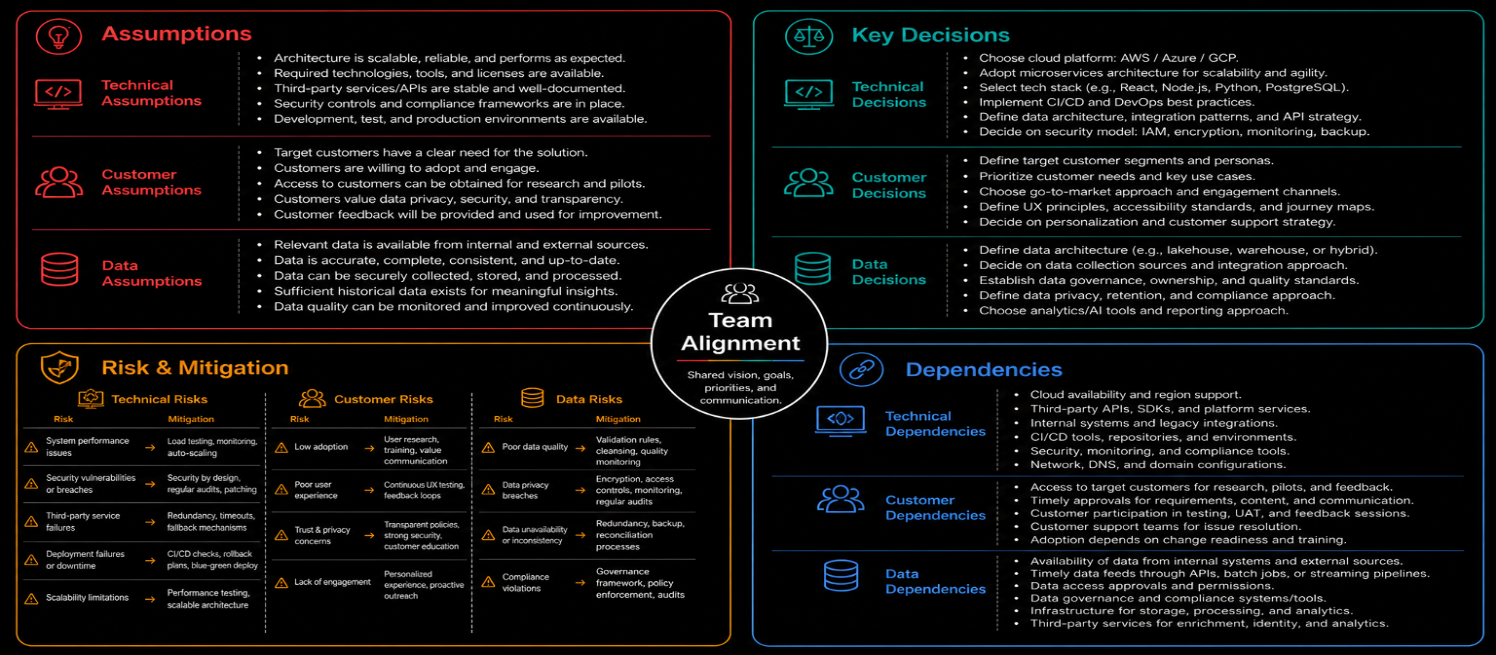 Assumptions
Technical
Assumptions
• Architecture is scalable, reliable, and performs as expected.
• Required technologies, tools, and licenses are available.
• Third-party services/APIs are stable and well-documented.
• Security controls and compliance frameworks are in place.
• Development, test, and production environments are available.
Customer
Assumptions
• Target customers have a clear need for the solution.
• Customers are willing to adopt and engage.
• Access to customers can be obtained for research and pilots.
• Customers value data privacy, security, and transparency.
• Customer feedback will be provided and used for improvement.
Data
Assumptions
• Relevant data is available from internal and external sources.
• Data is accurate, complete, consistent, and up-to-date.
• Data can be securely collected, stored, and processed.
• Sufficient historical data exists for meaningful insights.
• Data quality can be monitored and improved continuously.
Key Decisions
Technical
Decisions
• Choose cloud platform: AWS / Azure / GCP.
• Adopt microservices architecture for scalability and agility.
• Select tech stack (e.g., React, Node.js, Python, PostgreSQL).
• Implement CI/CD and DevOps best practices.
• Define data architecture, integration patterns, and API strategy.
• Decide on security model: IAM, encryption, monitoring, backup.
Customer
Decisions
• Define target customer segments and personas.
• Prioritize customer needs and key use cases.
• Choose go-to-market approach and engagement channels.
• Define UX principles, accessibility standards, and journey maps.
• Decide on personalization and customer support strategy.
Data
Decisions
• Define data architecture (e.g., lakehouse, warehouse, or hybrid).
• Decide on data collection sources and integration approach.
• Establish data governance, ownership, and quality standards.
• Define data privacy, retention, and compliance approach.
• Choose analytics/AI tools and reporting approach.
Team
Alignment
Shared vision, goals,
priorities, and
communication.
Risk & Mitigation
Technical Risks
Risk
Mitigation
System performance
issues
→
Load testing, monitoring,
auto-scaling
Security vulnerabilities
or breaches
→
Security by design,
regular audits, patching
Third-party service
failures
→
Redundancy, timeouts,
fallback mechanisms
Deployment failures
or downtime
→
CI/CD checks, rollback
plans, blue-green deploy
Scalability limitations
→
Performance testing,
scalable architecture
Customer Risks
Risk
Mitigation
Low adoption
→
User research,
training, value
communication
Poor user
experience
→
Continuous UX testing,
feedback loops
Trust & privacy
concerns
→
Transparent policies,
strong security,
customer education
Lack of engagement
→
Personalized
experience, proactive
outreach
Data Risks
Risk
Mitigation
Poor data quality
→
Validation rules,
cleansing, quality
monitoring
Data privacy
breaches
→
Encryption, access
controls, monitoring,
regular audits
Data unavailability
or inconsistency
→
Redundancy, backup,
reconciliation
processes
Compliance
violations
→
Governance
framework, policy
enforcement, audits
Dependencies
Technical
Dependencies
• Cloud availability and region support.
• Third-party APIs, SDKs, and platform services.
• Internal systems and legacy integrations.
• CI/CD tools, repositories, and environments.
• Security, monitoring, and compliance tools.
• Network, DNS, and domain configurations.
Customer
Dependencies
• Access to target customers for research, pilots, and feedback.
• Timely approvals for requirements, content, and communication.
• Customer participation in testing, UAT, and feedback sessions.
• Customer support teams for issue resolution.
• Adoption depends on change readiness and training.
Data
Dependencies
• Availability of data from internal systems and external sources.
• Timely data feeds through APIs, batch jobs, or streaming pipelines.
• Data access approvals and permissions.
• Data governance and compliance systems/tools.
• Infrastructure for storage, processing, and analytics.
• Third-party services for enrichment, identity, and analytics.